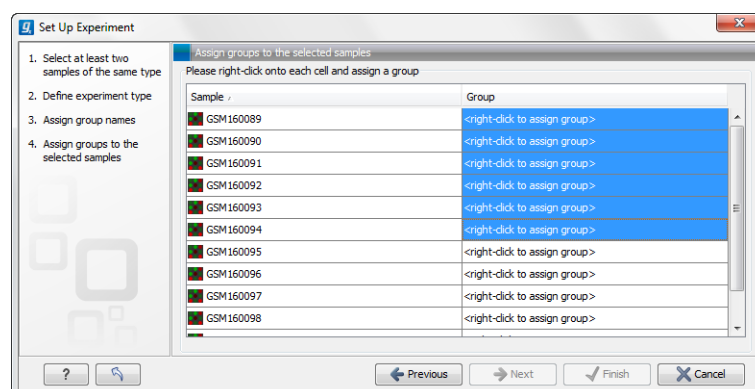 Set Up Experiment
1. Select at least two
samples of the same type
2. Define experiment type
3. Assign group names
4. Assign groups to the
selected samples
Assign groups to the selected samples
Please right-click onto each cell and assign a group
Sample Group
GSM160089 <right-click to assign group>
GSM160090 <right-click to assign group>
GSM160091 <right-click to assign group>
GSM160092 <right-click to assign group>
GSM160093 <right-click to assign group>
GSM160094 <right-click to assign group>
GSM160095 <right-click to assign group>
GSM160096 <right-click to assign group>
GSM160097 <right-click to assign group>
GSM160098 <right-click to assign group>
? Previous Next Finish Cancel